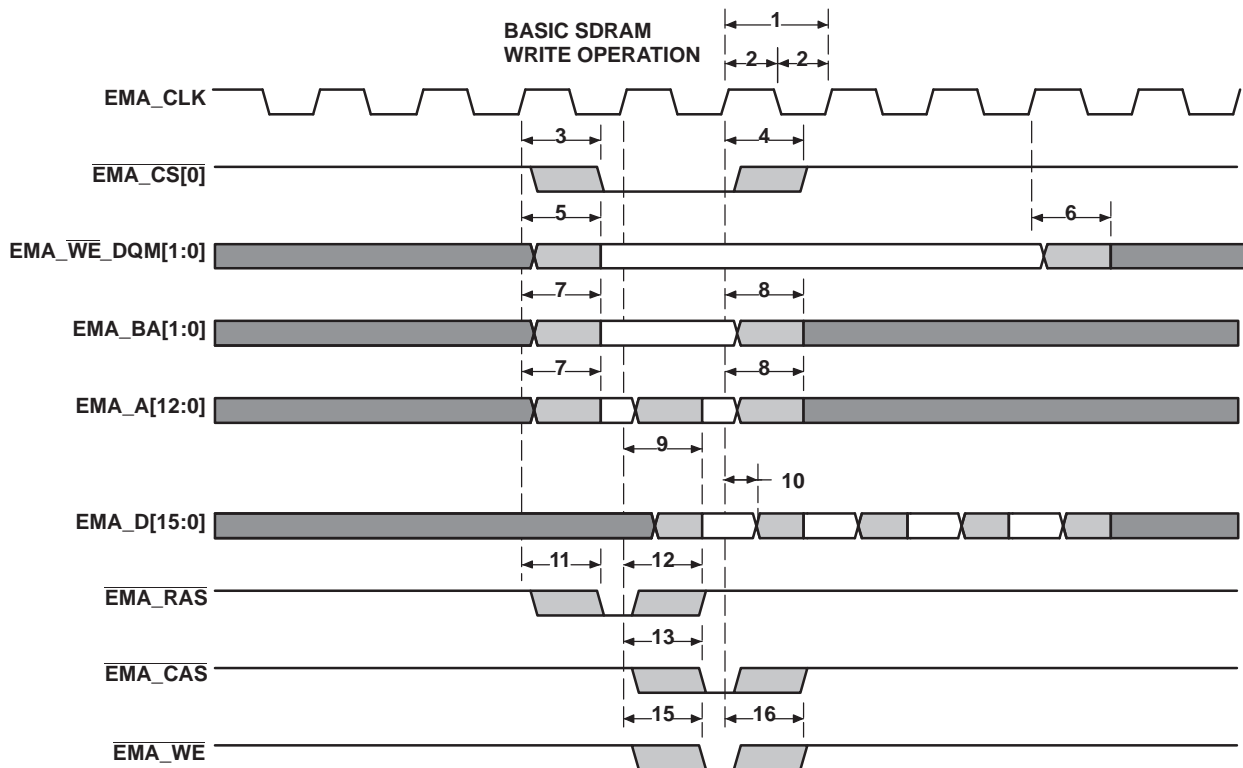 BASIC SDRAM
WRITE OPERATION
1
2 2
EMA_CLK
3 4
EMA_CS[0]
5 6
EMA_WE_DQM[1:0]
7 8
EMA_BA[1:0]
7 8
EMA_A[12:0]
9
10
EMA_D[15:0]
11 12
EMA_RAS
13
EMA_CAS
15 16
EMA_WE